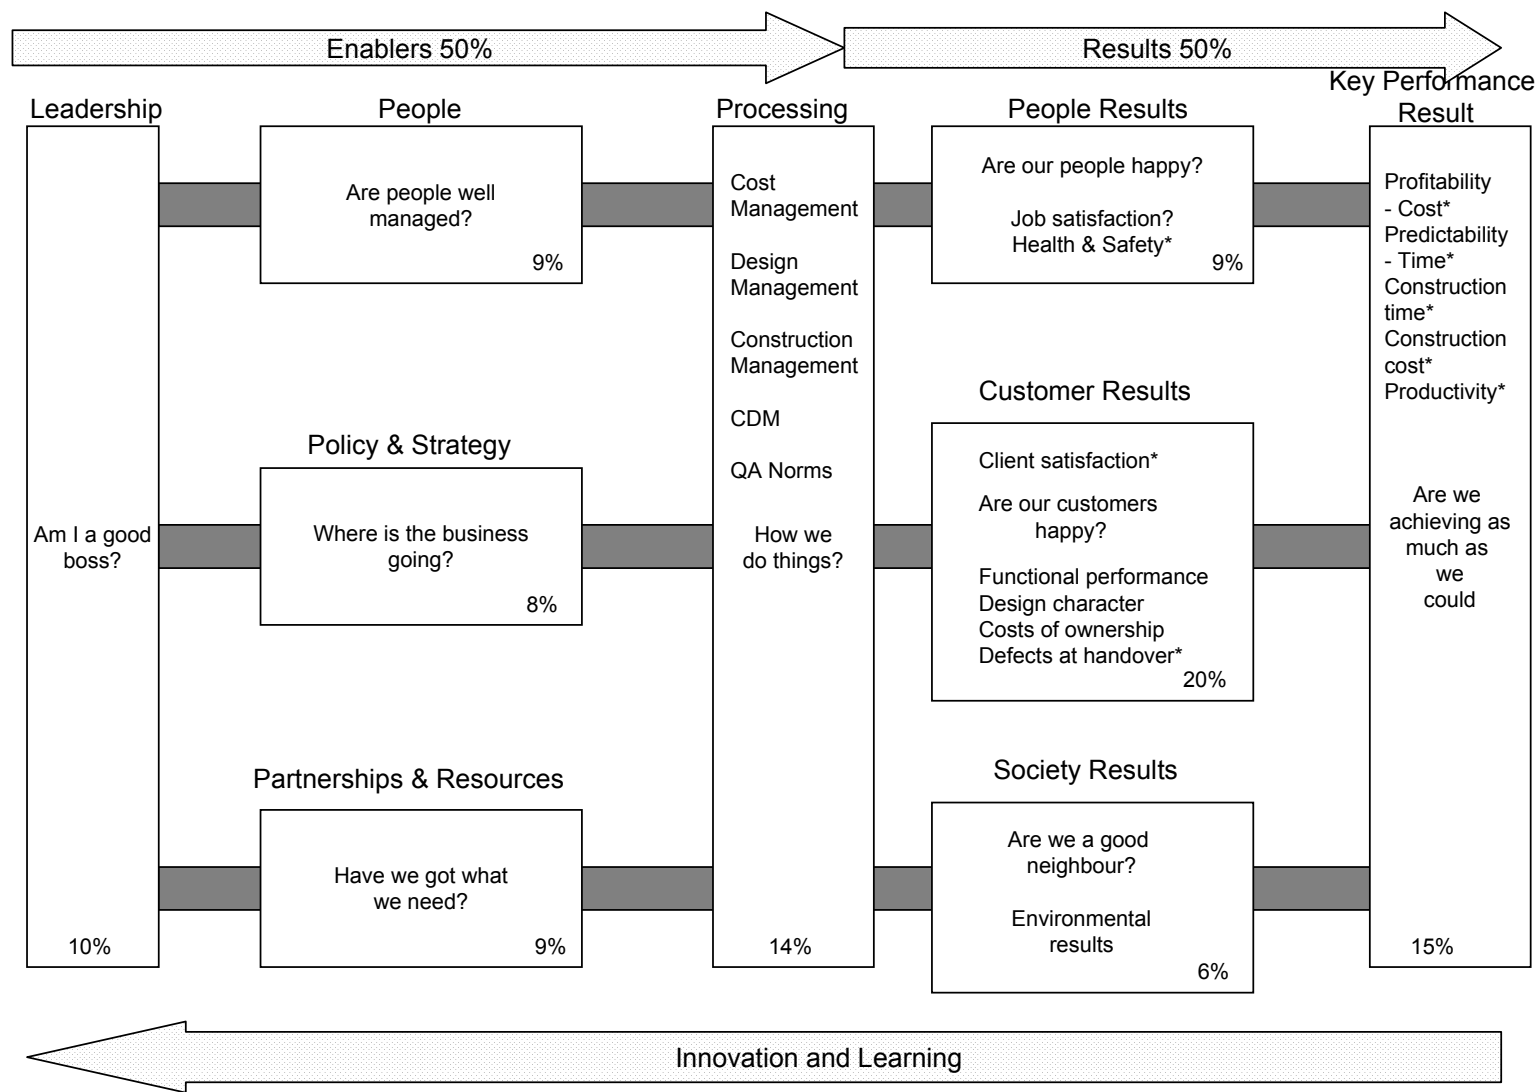 Enablers 50%
Results 50%
Leadership
Am I a good
boss?
10%
People
Are people well
managed?
9%
Policy & Strategy
Where is the business
going?
8%
Partnerships & Resources
Have we got what
we need?
9%
Processing
Cost
Management
Design
Management
Construction
Management
CDM
QA Norms
How we
do things?
14%
People Results
Are our people happy?
Job satisfaction?
Health & Safety*
9%
Customer Results
Client satisfaction*
Are our customers
happy?
Functional performance
Design character
Costs of ownership
Defects at handover*
20%
Society Results
Are we a good
neighbour?
Environmental
results
6%
Key Performance
Result
Profitability
- Cost*
Predictability
- Time*
Construction
time*
Construction
cost*
Productivity*
Are we
achieving as
much as
we
could
15%
Innovation and Learning